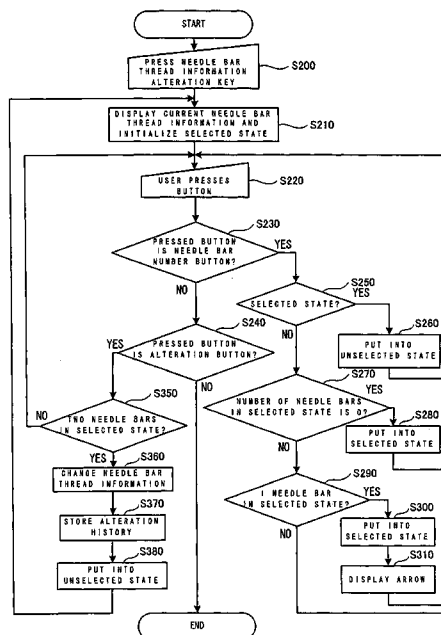 START
PRESS NEEDLE BAR
THREAD INFORMATION
ALTERATION KEY
S200
DISPLAY CURRENT NEEDLE BAR
THREAD INFORMATION AND
INITIALIZE SELECTED STATE
S210
USER PRESSES
BUTTON
S220
S230
PRESSED BUTTON
IS NEEDLE BAR
NUMBER BUTTON?
YES
NO
S250
SELECTED STATE?
YES
NO
S260
PUT INTO
UNSELECTED STATE
S240
PRESSED BUTTON
IS ALTERATION BUTTON?
YES
NO
S270
NUMBER OF NEEDLE BARS
IN SELECTED STATE IS 0?
YES
NO
S280
PUT INTO
SELECTED STATE
S350
TWO NEEDLE BARS
IN SELECTED STATE?
NO
YES
S360
CHANGE NEEDLE BAR
THREAD INFORMATION
S370
STORE ALTERATION
HISTORY
S380
PUT INTO
UNSELECTED STATE
S290
1 NEEDLE BAR
IN SELECTED STATE?
YES
NO
S300
PUT INTO
SELECTED STATE
S310
DISPLAY ARROW
END